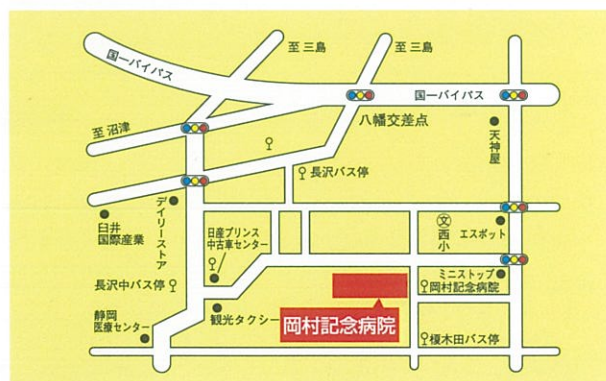 至 三島
至 三島
国一バイパス
国一バイパス
八幡交差点
至 沼津
天神屋
長沢バス停
臼井
国際産業
デイリーストア
日産プリンス
中古車センター
文
西小
エスポット
長沢中バス停
ミニストップ
岡村記念病院
静岡
医療センター
観光タクシー
岡村記念病院
榎木田バス停